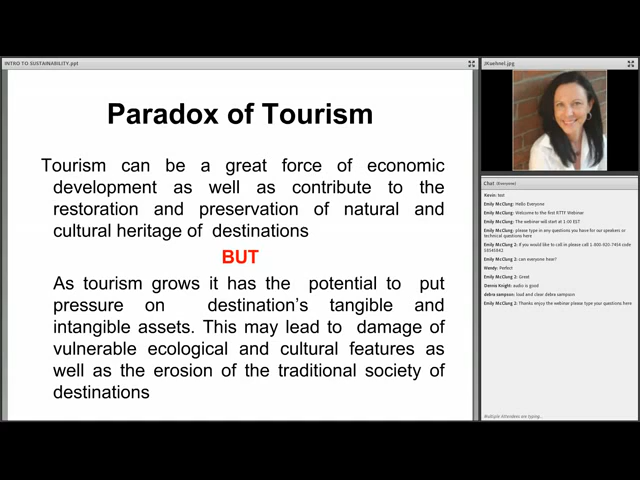 INTRO TO SUSTAINABILITY.ppt
Paradox of Tourism
Tourism can be a great force of economic
development as well as contribute to the
restoration and preservation of natural and
cultural heritage of destinations
BUT
As tourism grows it has the potential to put
pressure on destination's tangible and
intangible assets. This may lead to damage of
vulnerable ecological and cultural features as
well as the erosion of the traditional society of
destinations
JKuehnel.jpg
Chat (Everyone)
Kevin: test
Emily McClung: Hello Everyone
Emily McClung: Welcome to the first RTTF Webinar
Emily McClung: The webinar will start at 1:00 EST
Emily McClung: please type in any questions you have for our speakers or
technical questions here
Emily McClung 2: if you would like to call in please call 1-800-920-7454 code
Emily McClung 2: can everyone hear?
Wendy: Perfect
Emily McClung 2: Great
Dennis Knight: audio is good
debra sampson: loud and clear debra sampson
Emily McClung 2: Thanks enjoy the webinar please type your questions here
Multiple Attendees are typing...